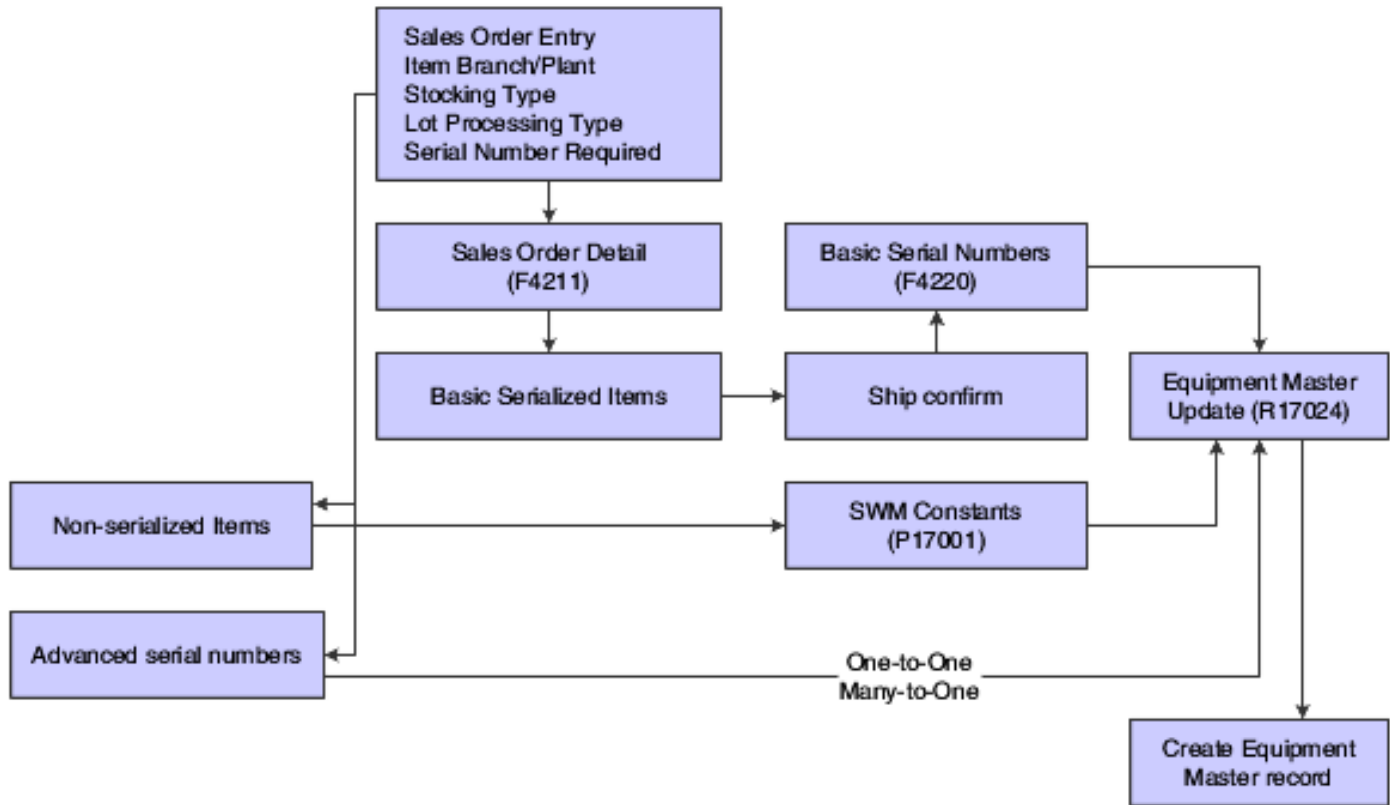 Sales Order Entry
Item Branch/Plant
Stocking Type
Lot Processing Type
Serial Number Required
Sales Order Detail
(F4211)
Basic Serial Numbers
(F4220)
Basic Serialized Items
Ship confirm
Equipment Master
Update (R17024)
Non-serialized Items
SWM Constants
(P17001)
Advanced serial numbers
One-to-One
Many-to-One
Create Equipment
Master record